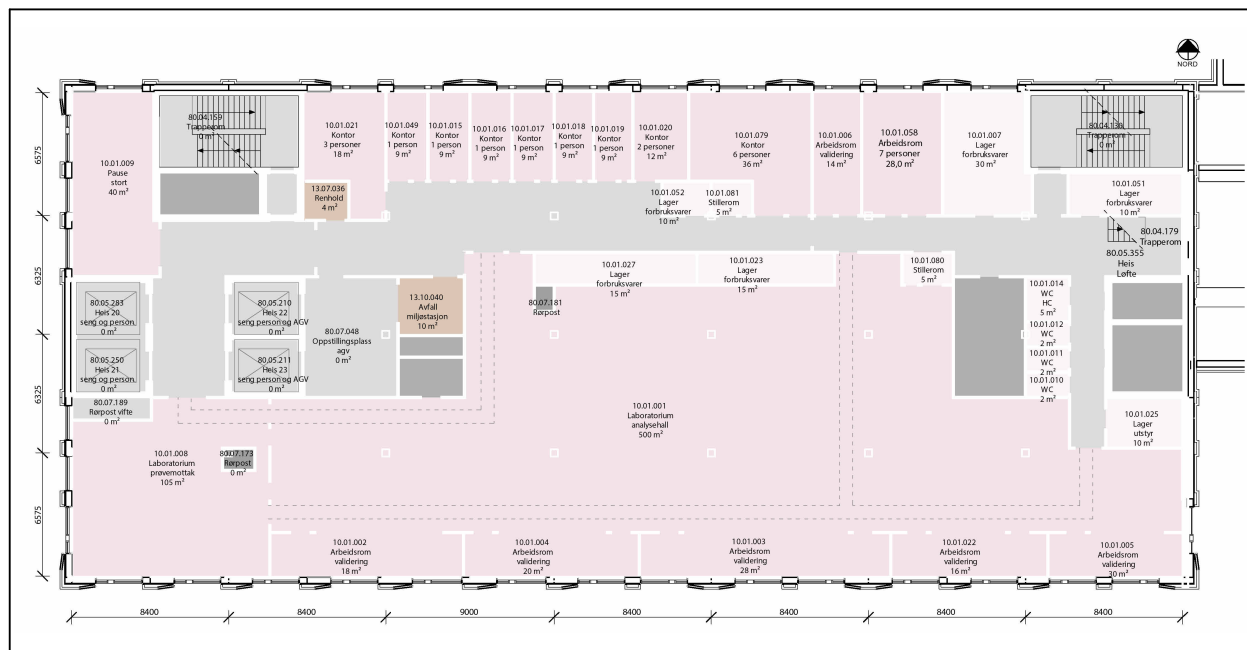 NORD
80.04.159
Trapperom
0 m²
10.01.009
Pause
stort
40 m²
10.01.021
Kontor
3 personer
18 m²
13.07.036
Renhold
4 m²
10.01.049
Kontor
1 person
9 m²
10.01.015
Kontor
1 person
9 m²
10.01.016
Kontor
1 person
9 m²
10.01.017
Kontor
1 person
9 m²
10.01.018
Kontor
1 person
9 m²
10.01.019
Kontor
1 person
9 m²
10.01.020
Kontor
2 personer
12 m²
10.01.079
Kontor
6 personer
36 m²
10.01.006
Arbeidsrom
validering
14 m²
10.01.058
Arbeidsrom
7 personer
28,0 m²
10.01.007
Lager
forbruksvarer
30 m²
80.04.138
Trapperom
0 m²
10.01.052
Lager
forbruksvarer
10 m²
10.01.081
Stillerom
5 m²
10.01.051
Lager
forbruksvarer
10 m²
80.04.179
Trapperom
80.05.355
Heis
Løfte
10.01.027
Lager
forbruksvarer
15 m²
10.01.023
Lager
forbruksvarer
15 m²
10.01.080
Stillerom
5 m²
80.05.283
Heis 20
seng og person
0 m²
80.05.210
Heis 22
seng person og AGV
0 m²
80.05.250
Heis 21
seng og person
0 m²
80.05.211
Heis 23
seng person og AGV
0 m²
80.07.048
Oppstillingsplass
agv
0 m²
13.10.040
Avfall
miljøstasjon
10 m²
80.07.181
Rørpost
10.01.014
WC
HC
5 m²
10.01.012
WC
2 m²
10.01.011
WC
2 m²
10.01.010
WC
2 m²
80.07.189
Rørpost vifte
0 m²
10.01.001
Laboratorium
analysehall
500 m²
10.01.025
Lager
utstyr
10 m²
10.01.008
Laboratorium
prøvemottak
105 m²
80.07.173
Rørpost
0 m²
10.01.002
Arbeidsrom
validering
18 m²
10.01.004
Arbeidsrom
validering
20 m²
10.01.003
Arbeidsrom
validering
28 m²
10.01.022
Arbeidsrom
validering
16 m²
10.01.005
Arbeidsrom
validering
30 m²
6575
6325
6325
6575
8400
8400
9000
8400
8400
8400
8400